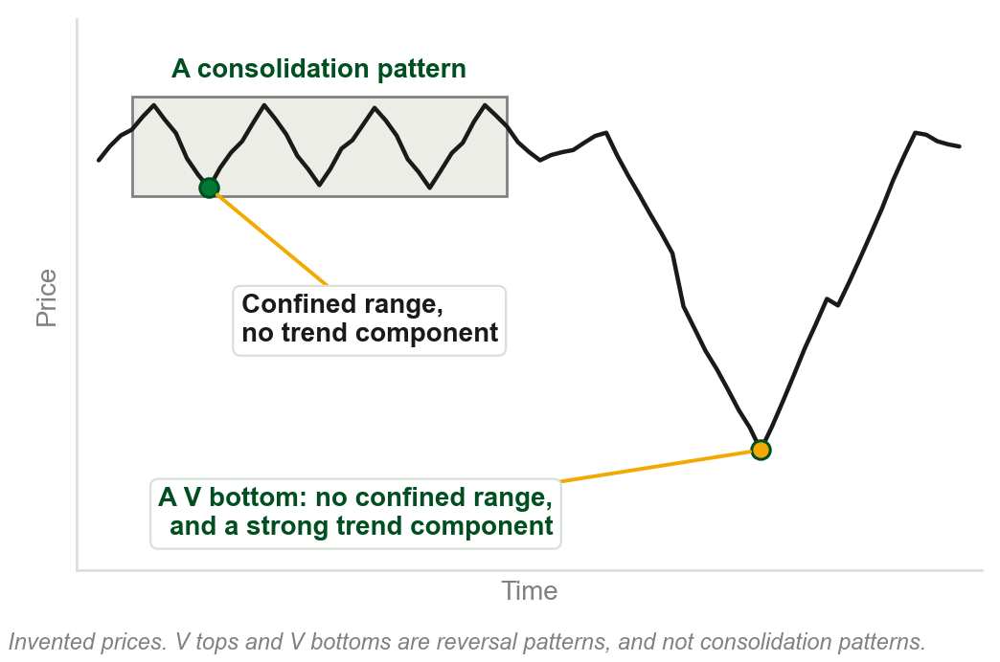 A consolidation pattern
Confined range,
no trend component
Price
A V bottom: no confined range,
and a strong trend component
Time
Invented prices. V tops and V bottoms are reversal patterns, and not consolidation patterns.